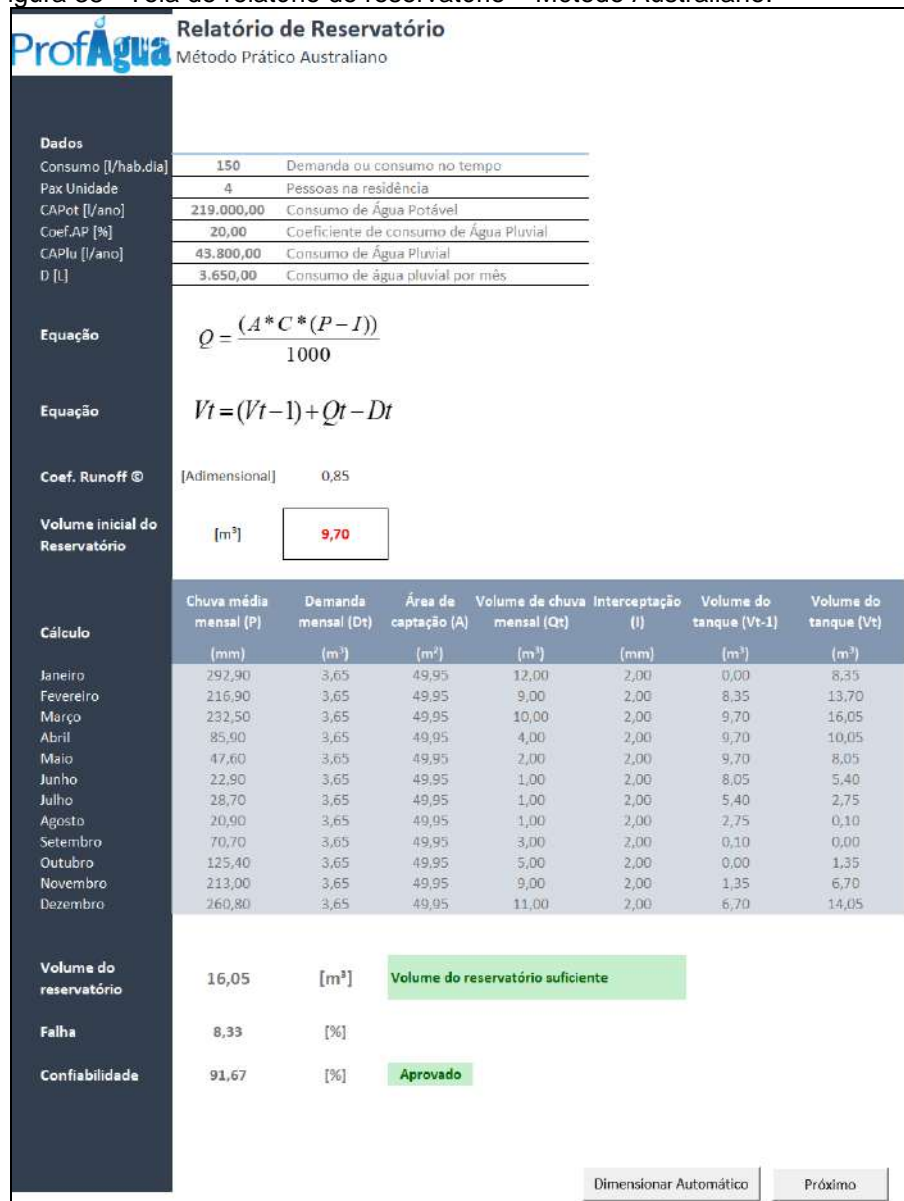 igura 38 - Tela de relatório de reservatório – Método Australiano.
ProfÁgua
Relatório de Reservatório
Método Prático Australiano
Dados
Consumo [l/hab.dia] 150 Demanda ou consumo no tempo
Pax Unidade 4 Pessoas na residência
CAPot [l/ano] 219.000,00 Consumo de Água Potável
Coef.AP [%] 20,00 Coeficiente de consumo de Água Pluvial
CAPlu [l/ano] 43.800,00 Consumo de Água Pluvial
D [L] 3.650,00 Consumo de água pluvial por mês
Equação Q = (A * C * (P - I)) / 1000
Equação Vt = (Vt - 1) + Qt - Dt
Coef. Runoff © [Adimensional] 0,85
Volume inicial do Reservatório [m³] 9,70
Cálculo
Chuva média mensal (P) Demanda mensal (Dt) Área de captação (A) Volume de chuva mensal (Qt) Interceptação (I) Volume do tanque (Vt-1) Volume do tanque (Vt)
(mm) (m³) (m²) (m³) (mm) (m³) (m³)
Janeiro 292,90 3,65 49,95 12,00 2,00 0,00 8,35
Fevereiro 216,90 3,65 49,95 9,00 2,00 8,35 13,70
Março 232,50 3,65 49,95 10,00 2,00 9,70 16,05
Abril 85,90 3,65 49,95 4,00 2,00 9,70 10,05
Maio 47,60 3,65 49,95 2,00 2,00 9,70 8,05
Junho 22,90 3,65 49,95 1,00 2,00 8,05 5,40
Julho 28,70 3,65 49,95 1,00 2,00 5,40 2,75
Agosto 20,90 3,65 49,95 1,00 2,00 2,75 0,10
Setembro 70,70 3,65 49,95 3,00 2,00 0,10 0,00
Outubro 125,40 3,65 49,95 5,00 2,00 0,00 1,35
Novembro 213,00 3,65 49,95 9,00 2,00 1,35 6,70
Dezembro 260,80 3,65 49,95 11,00 2,00 6,70 14,05
Volume do reservatório 16,05 [m³] Volume do reservatório suficiente
Falha 8,33 [%]
Confiabilidade 91,67 [%] Aprovado
Dimensionar Automático Próximo